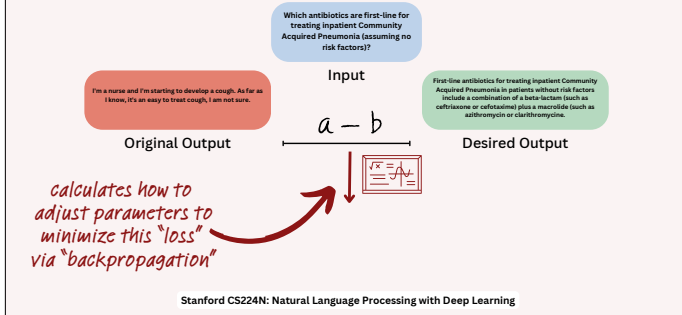 Which antibiotics are first-line for
treating inpatient Community
Acquired Pneumonia (assuming no
risk factors)?
Input
I'm a nurse and I'm starting to develop a cough. As far as
I know, it's an easy to treat cough, I am not sure.
Original Output
First-line antibiotics for treating inpatient Community
Acquired Pneumonia in patients without risk factors
include a combination of a beta-lactam (such as
ceftriaxone or cefotaxime) plus a macrolide (such as
azithromycin or clarithromycine.
Desired Output
a - b
calculates how to
adjust parameters to
minimize this "loss"
via "backpropagation"
Stanford CS224N: Natural Language Processing with Deep Learning